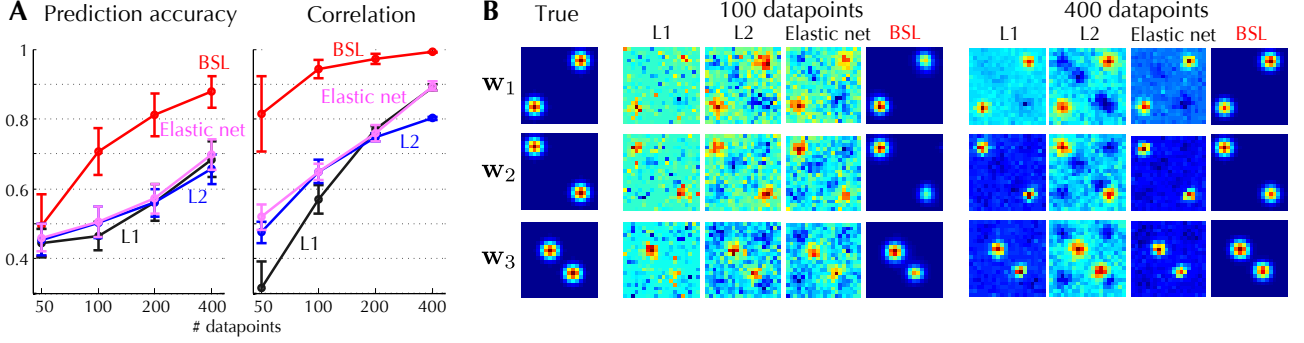 A Prediction accuracy Correlation
1
0.8
0.6
0.4
BSL
Elastic net
L2
L1
50 100 200 400
BSL
Elastic net
L2
L1
50 100 200 400
# datapoints
B True 100 datapoints 400 datapoints
L1 L2 Elastic net BSL L1 L2 Elastic net BSL
w1
w2
w3